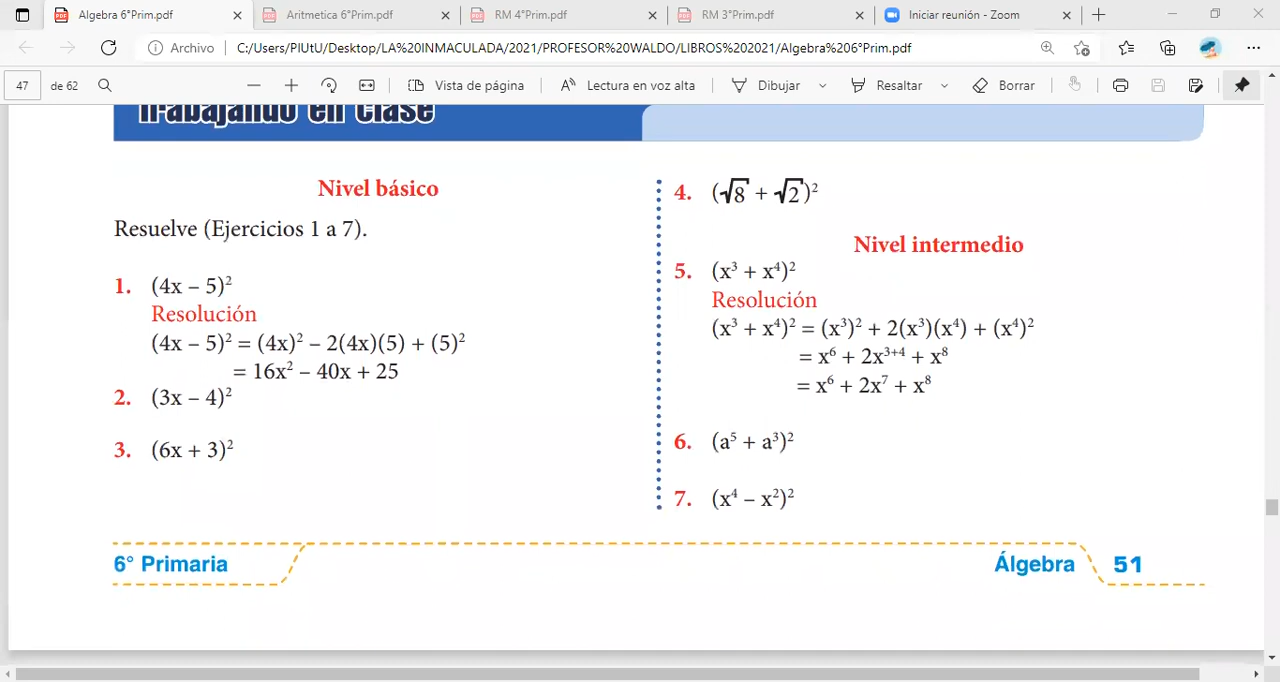 Algebra 6°Prim.pdf
Aritmetica 6°Prim.pdf
RM 4°Prim.pdf
RM 3°Prim.pdf
Iniciar reunión - Zoom
Archivo
C:/Users/PIUtU/Desktop/LA%20INMACULADA/2021/PROFESOR%20WALDO/LIBROS%202021/Algebra%206°Prim.pdf
47 de 62
Vista de página
Lectura en voz alta
Dibujar
Resaltar
Borrar
Trabajando en clase
Nivel básico
Resuelve (Ejercicios 1 a 7).
1. (4x – 5)²
Resolución
(4x – 5)² = (4x)² – 2(4x)(5) + (5)²
= 16x² – 40x + 25
2. (3x – 4)²
3. (6x + 3)²
4. (√8 + √2)²
Nivel intermedio
5. (x³ + x⁴)²
Resolución
(x³ + x⁴)² = (x³)² + 2(x³)(x⁴) + (x⁴)²
= x⁶ + 2x³⁺⁴ + x⁸
= x⁶ + 2x⁷ + x⁸
6. (a⁵ + a³)²
7. (x⁴ – x²)²
6° Primaria
Álgebra 51